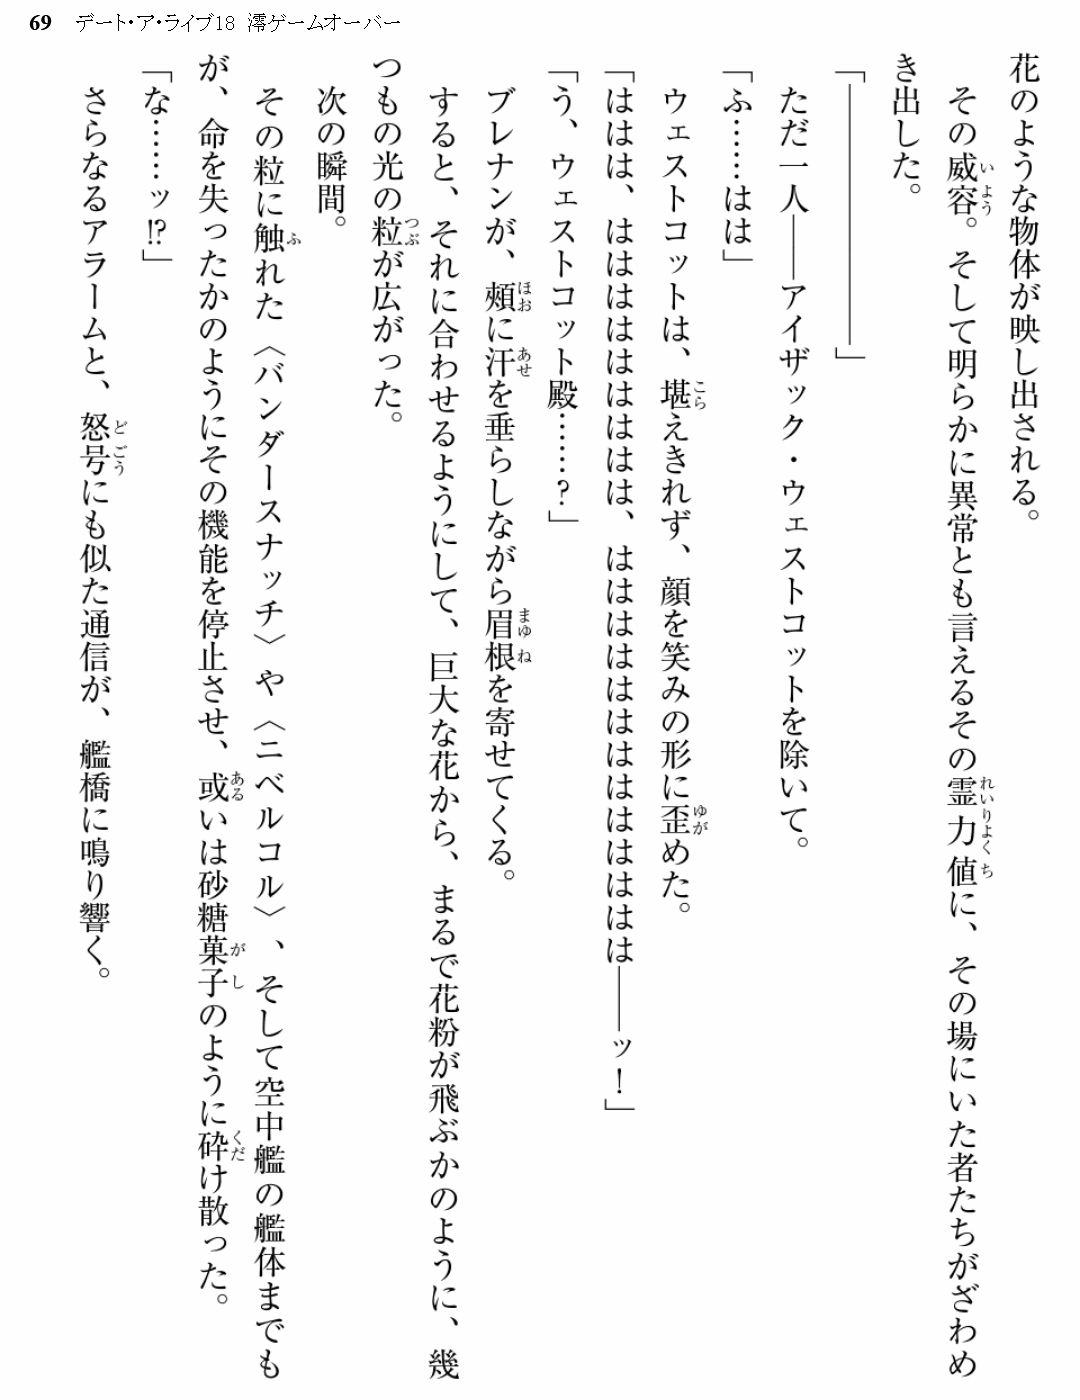 69 デート・ア・ライブ18 澪ゲームオーバー
花のような物体が映し出される。
その威容。そして明らかに異常とも言えるその霊力値に、その場にいた者たちがざわめ
き出した。
「――――――――」
ただ一人――アイザック・ウェストコットを除いて。
「ふ……はは」
ウェストコットは、堪えきれず、顔を笑みの形に歪めた。
「ははは、はははははははは、はははははははははははははは――ッ！」
「う、ウェストコット殿……？」
ブレナンが、頰に汗を垂らしながら眉根を寄せてくる。
すると、それに合わせるようにして、巨大な花から、まるで花粉が飛ぶかのように、幾
つもの光の粒が広がった。
次の瞬間。
その粒に触れた〈バンダースナッチ〉や〈ニベルコル〉、そして空中艦の艦体までも
が、命を失ったかのようにその機能を停止させ、或いは砂糖菓子のように砕け散った。
「な……ッ!?」
さらなるアラームと、怒号にも似た通信が、艦橋に鳴り響く。